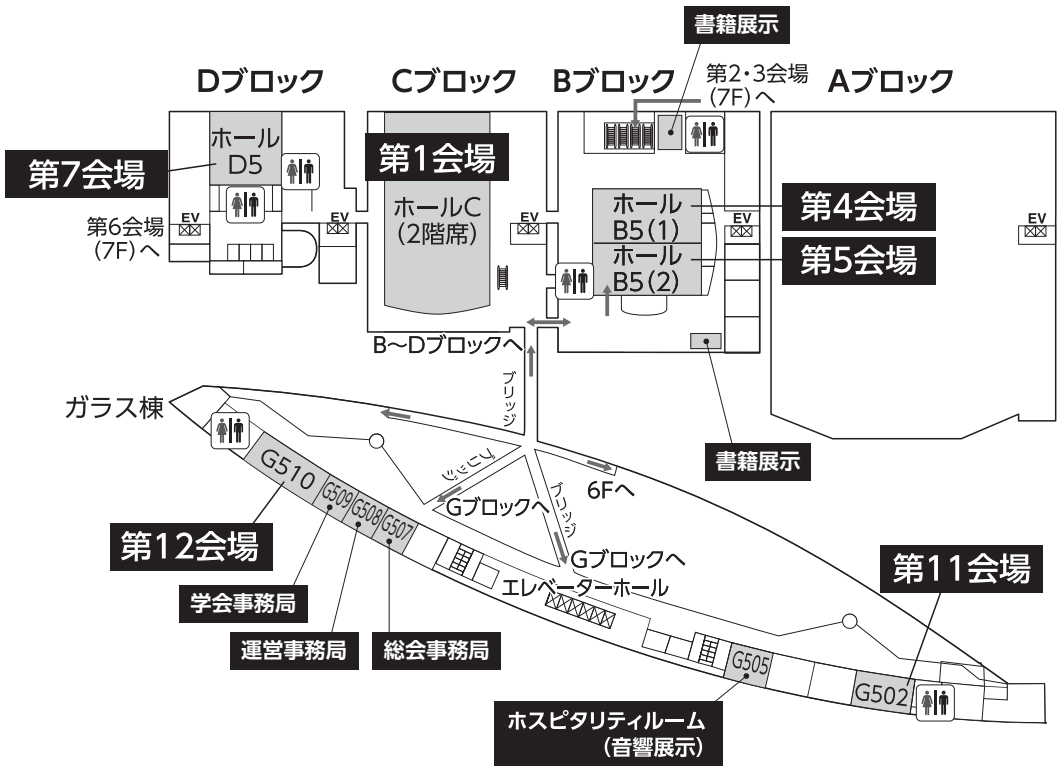 書籍展示
Dブロック
Cブロック
Bブロック
Aブロック
第2・3会場
(7F)へ
第7会場
ホール
D5
第1会場
ホールC
(2階席)
第6会場
(7F)へ
EV
EV
EV
EV
EV
ホール
B5(1)
第4会場
ホール
B5(2)
第5会場
B〜Dブロックへ
ブリッジ
ガラス棟
書籍展示
ブリッジ
ブリッジ
6Fへ
Gブロックへ
Gブロックへ
エレベーターホール
G510
G509
G508
G507
第12会場
学会事務局
運営事務局
総会事務局
第11会場
G505
G502
ホスピタリティルーム
(音響展示)